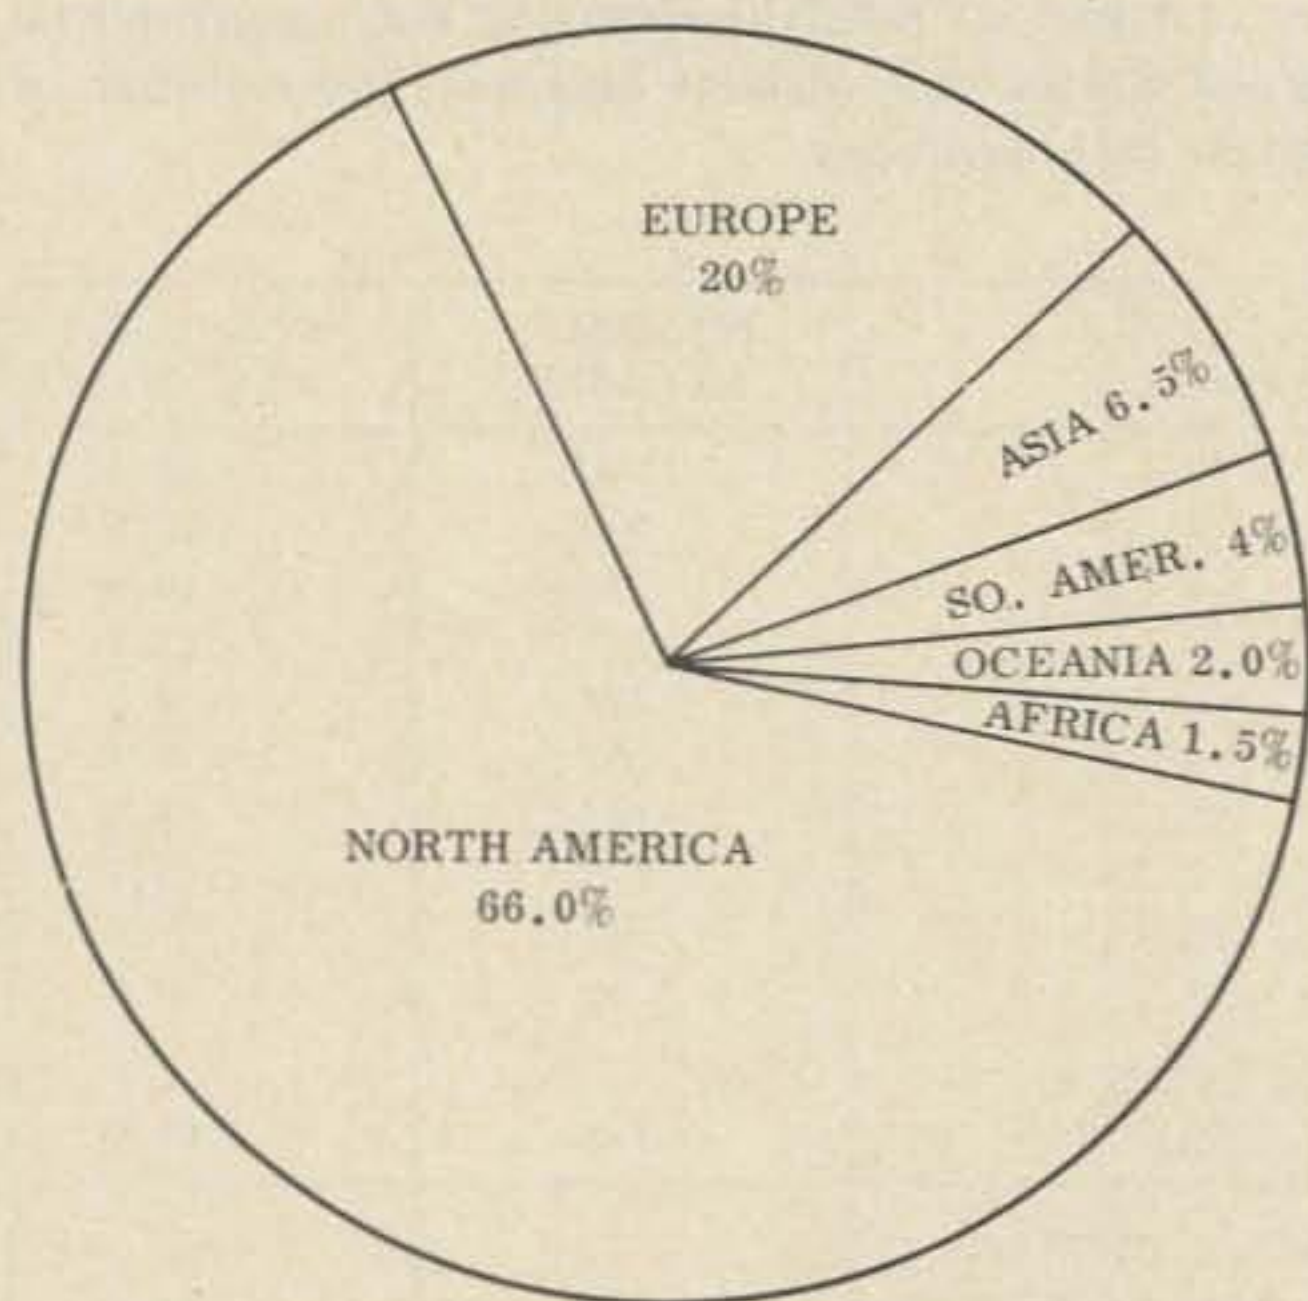 EUROPE
20%
ASIA 6.5%
SO. AMER. 4%
OCEANIA 2.0%
AFRICA 1.5%
NORTH AMERICA
66.0%